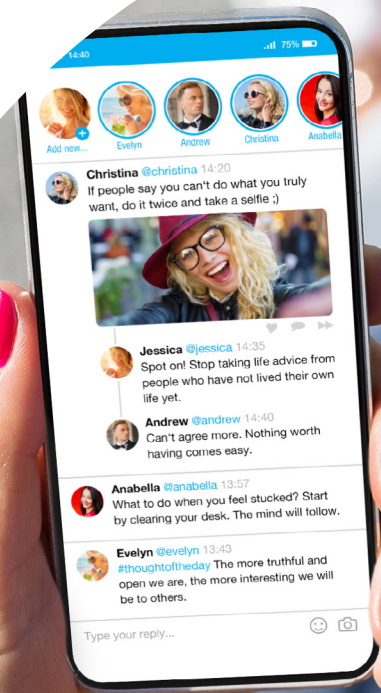 14:40
75%
Add new...
Evelyn
Andrew
Christina
Anabella
Christina @christina 14:20
If people say you can't do what you truly
want, do it twice and take a selfie ;)
Jessica @jessica 14:35
Spot on! Stop taking life advice from
people who have not lived their own
life yet.
Andrew @andrew 14:40
Can't agree more. Nothing worth
having comes easy.
Anabella @anabella 13:57
What to do when you feel stucked? Start
by clearing your desk. The mind will follow.
Evelyn @evelyn 13:43
#thoughtoftheday The more truthful and
open we are, the more interesting we will
be to others.
Type your reply...